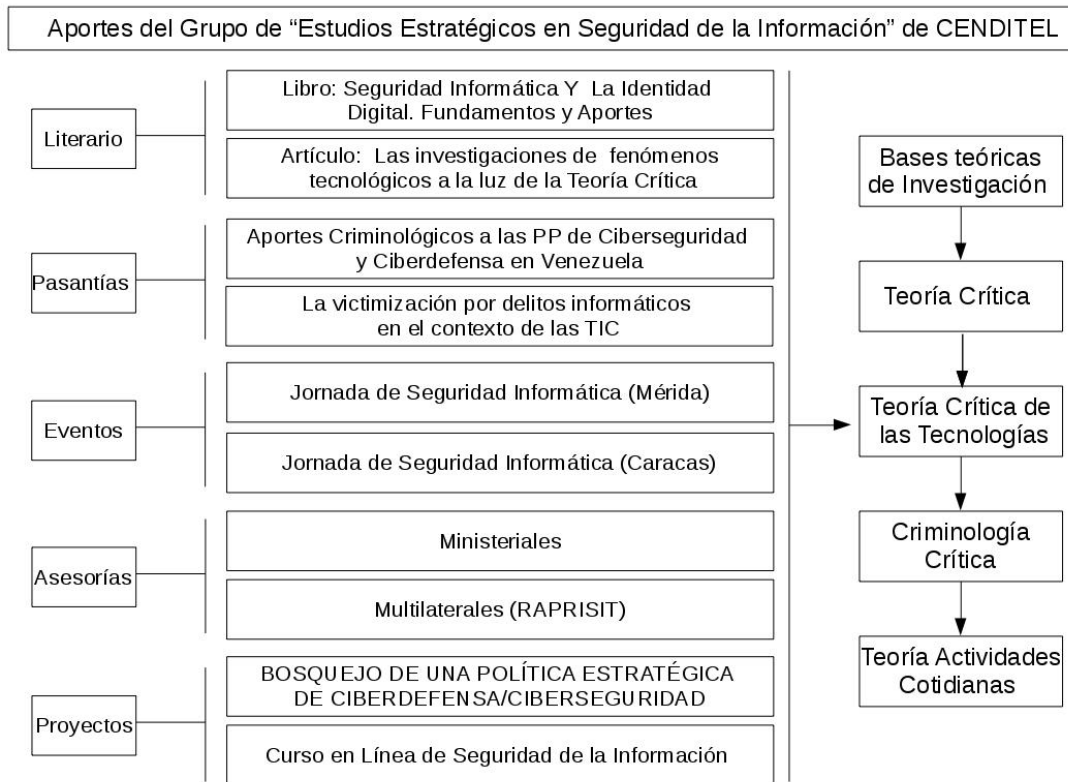 Aportes del Grupo de “Estudios Estratégicos en Seguridad de la Información” de CENDITEL
Literario
Libro: Seguridad Informática Y La Identidad
Digital. Fundamentos y Aportes
Artículo: Las investigaciones de fenómenos
tecnológicos a la luz de la Teoría Crítica
Pasantías
Aportes Criminológicos a las PP de Ciberseguridad
y Ciberdefensa en Venezuela
La victimización por delitos informáticos
en el contexto de las TIC
Eventos
Jornada de Seguridad Informática (Mérida)
Jornada de Seguridad Informática (Caracas)
Asesorías
Ministeriales
Multilaterales (RAPRISIT)
Proyectos
BOSQUEJO DE UNA POLÍTICA ESTRATÉGICA
DE CIBERDEFENSA/CIBERSEGURIDAD
Curso en Línea de Seguridad de la Información
Bases teóricas
de Investigación
Teoría Crítica
Teoría Crítica de
las Tecnologías
Criminología
Crítica
Teoría Actividades
Cotidianas